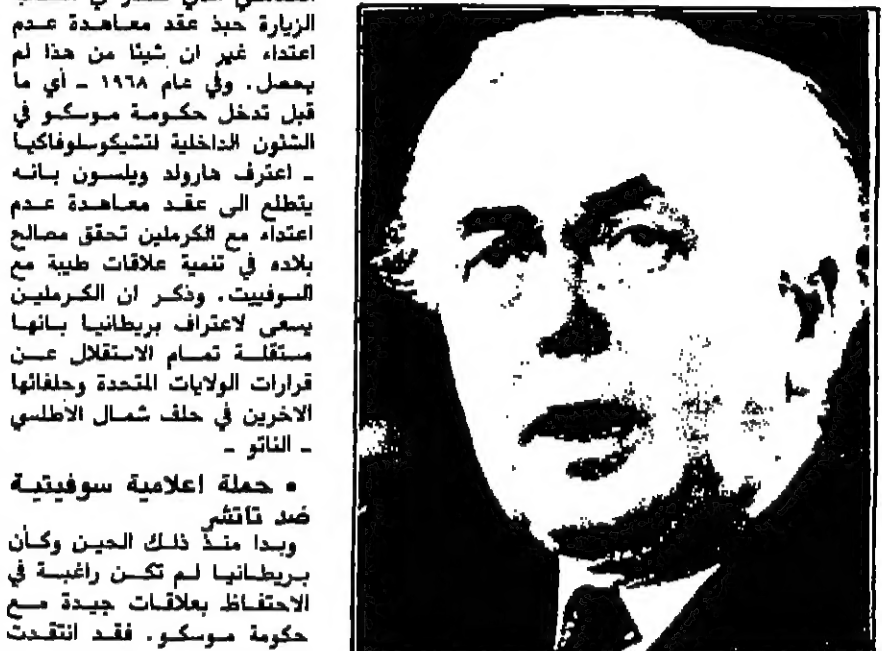 الزيارة حبذ عقد معاهدة عدم
اعتداء غير ان شيئا من هذا لم
يحصل. وفي عام ١٩٦٨ ـ أي ما
قبل تدخل حكومة موسكو في
الشئون الداخلية لتشيكوسلوفاكيا
ـ اعترف هارولد ويلسون بانه
يتطلع الى عقد معاهدة عدم
اعتداء مع الكرملين تحقق مصالح
بلاده في تنمية علاقات طيبة مع
السوفييت. وذكر ان الكرملين
يسعى لاعتراف بريطانيا بانها
مستقلة تمام الاستقلال عن
قرارات الولايات المتحدة وحلفائها
الاخرين في حلف شمال الاطلسي
ـ الناتو ـ
• حملة اعلامية سوفيتية
ضد تاتشر
وبدا منذ ذلك الحين وكأن
بريطانيا لم تكن راغبة في
الاحتفاظ بعلاقات جيدة مع
حكومة موسكو. فقد انتقدت